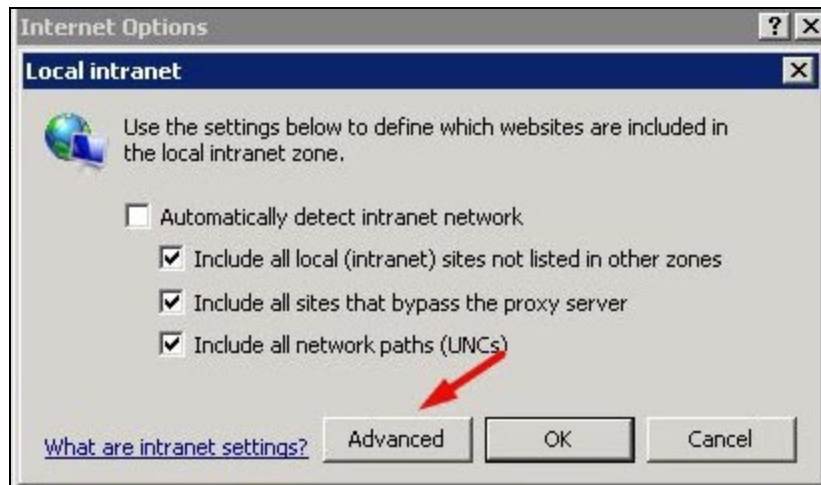 Internet Options
Local intranet
Use the settings below to define which websites are included in
the local intranet zone.
Automatically detect intranet network
Include all local (intranet) sites not listed in other zones
Include all sites that bypass the proxy server
Include all network paths (UNCs)
What are intranet settings? Advanced OK Cancel